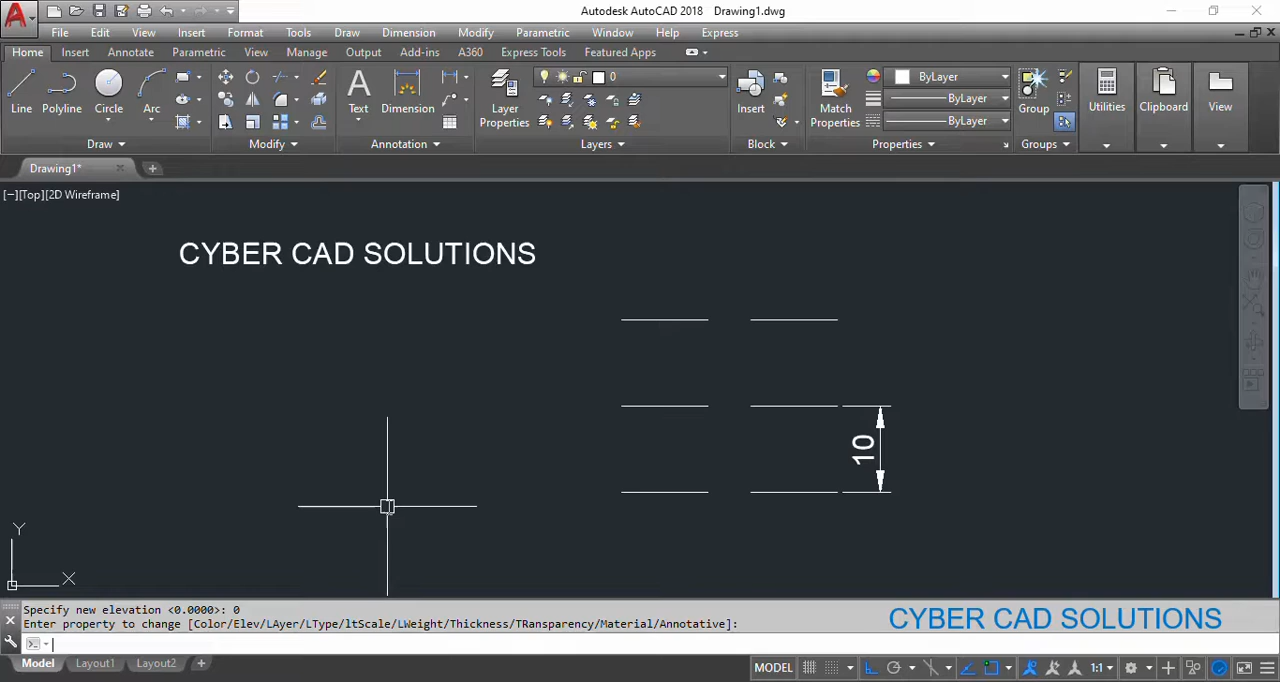 Autodesk AutoCAD 2018 Drawing1.dwg
File Edit View Insert Format Tools Draw Dimension Modify Parametric Window Help Express
Home Insert Annotate Parametric View Manage Output Add-ins A360 Express Tools Featured Apps
Line Polyline Circle Arc
Text Dimension
Layer Properties
0
Insert
Match Properties
ByLayer
ByLayer
ByLayer
Group
Utilities
Clipboard
View
Draw Modify Annotation Layers Block Properties Groups
Drawing1*
[−][Top][2D Wireframe]
CYBER CAD SOLUTIONS
10
Y
X
Specify new elevation <0.0000>: 0
Enter property to change [Color/Elev/LAyer/LType/ltScale/LWeight/Thickness/TRansparency/Material/Annotative]:
CYBER CAD SOLUTIONS
Model Layout1 Layout2
MODEL 1:1